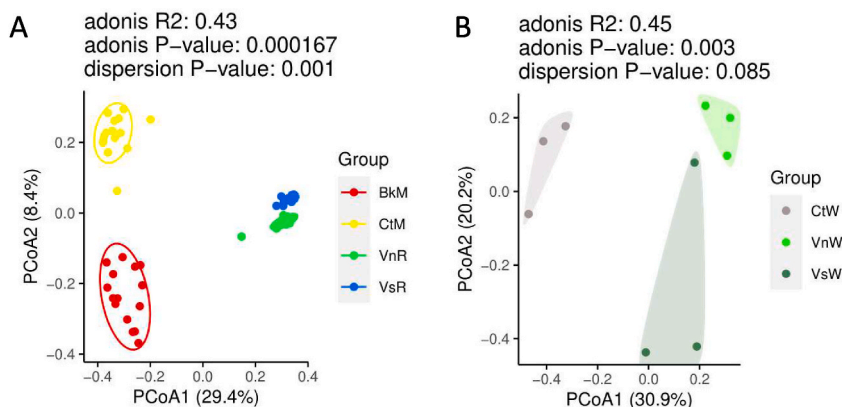 A
adonis R2: 0.43
adonis P-value: 0.000167
dispersion P-value: 0.001
PCoA2 (8.4%)
0.2
0.0
−0.2
−0.4
−0.4
−0.2
0.0
0.2
0.4
PCoA1 (29.4%)
Group
BkM
CtM
VnR
VsR
B
adonis R2: 0.45
adonis P-value: 0.003
dispersion P-value: 0.085
PCoA2 (20.2%)
0.2
0.0
−0.2
−0.4
−0.4
−0.2
0.0
0.2
PCoA1 (30.9%)
Group
CtW
VnW
VsW